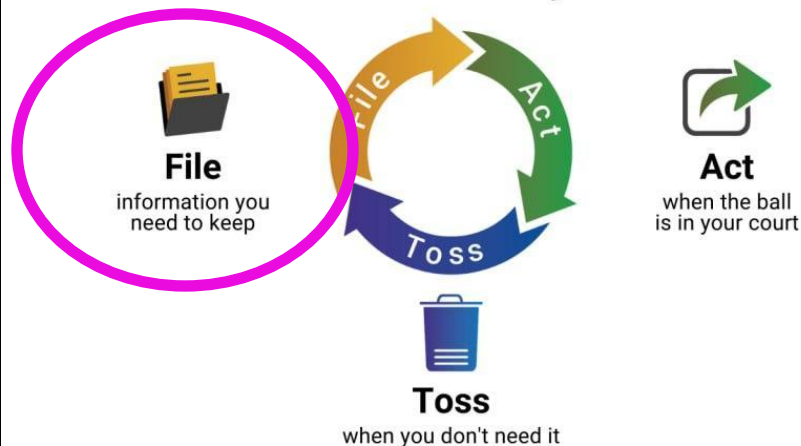 File
information you
need to keep
File
Act
Toss
Act
when the ball
is in your court
Toss
when you don't need it